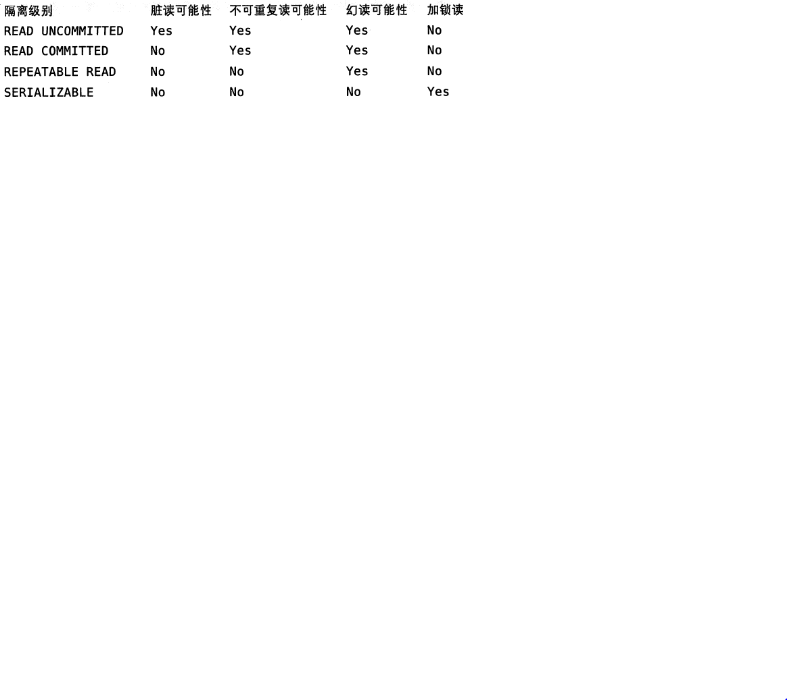 隔离级别 脏读可能性 不可重复读可能性 幻读可能性 加锁读
READ UNCOMMITTED Yes Yes Yes No
READ COMMITTED No Yes Yes No
REPEATABLE READ No No Yes No
SERIALIZABLE No No No Yes